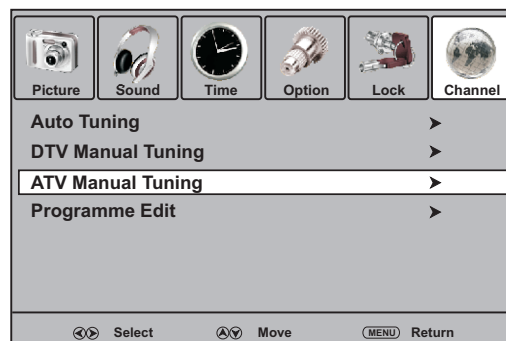 Picture Sound Time Option Lock Channel
Auto Tuning
DTV Manual Tuning
ATV Manual Tuning
Programme Edit
Select Move MENU Return